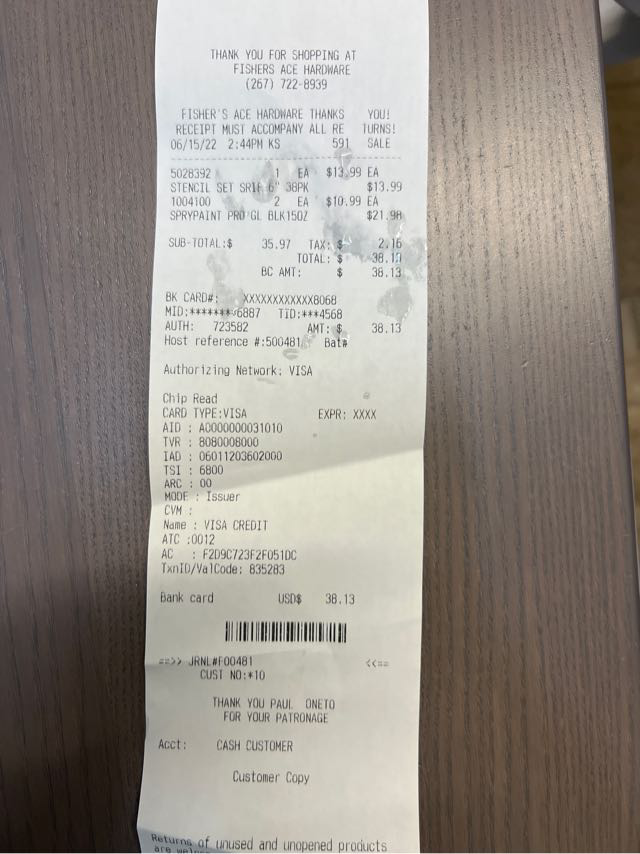 THANK YOU FOR SHOPPING AT
FISHERS ACE HARDWARE
(267) 722-8939
FISHER'S ACE HARDWARE THANKS YOU!
RECEIPT MUST ACCOMPANY ALL RE TURNS!
06/15/22 2:44PM KS 591 SALE
5028392 1 EA $13.99 EA
STENCIL SET 6" 38PK $13.99
1004100 2 EA $10.99 EA
SPRYPAINT PRO GL BLK15OZ $21.98
SUB-TOTAL:$ 35.97 TAX: $ 2.16
TOTAL: $ 38.13
BC AMT: $ 38.13
BK CARD#: XXXXXXXXXXXX8068
MID:*******6887 TID:***4568
AUTH: 723582 AMT: $ 38.13
Host reference #:500481 Bat#
Authorizing Network: VISA
Chip Read
CARD TYPE:VISA EXPR: XXXX
AID : A0000000031010
TVR : 8080008000
IAD : 06011203602000
TSI : 6800
ARC : 00
MODE : Issuer
CVM :
Name : VISA CREDIT
ATC :0012
AC : F2D9C723F2F051DC
TxnID/ValCode: 835283
Bank card USD$ 38.13
==>> JRNL#F00481 <<==
CUST NO:*10
THANK YOU PAUL ONETO
FOR YOUR PATRONAGE
Acct: CASH CUSTOMER
Customer Copy
Returns of unused and unopened products
are